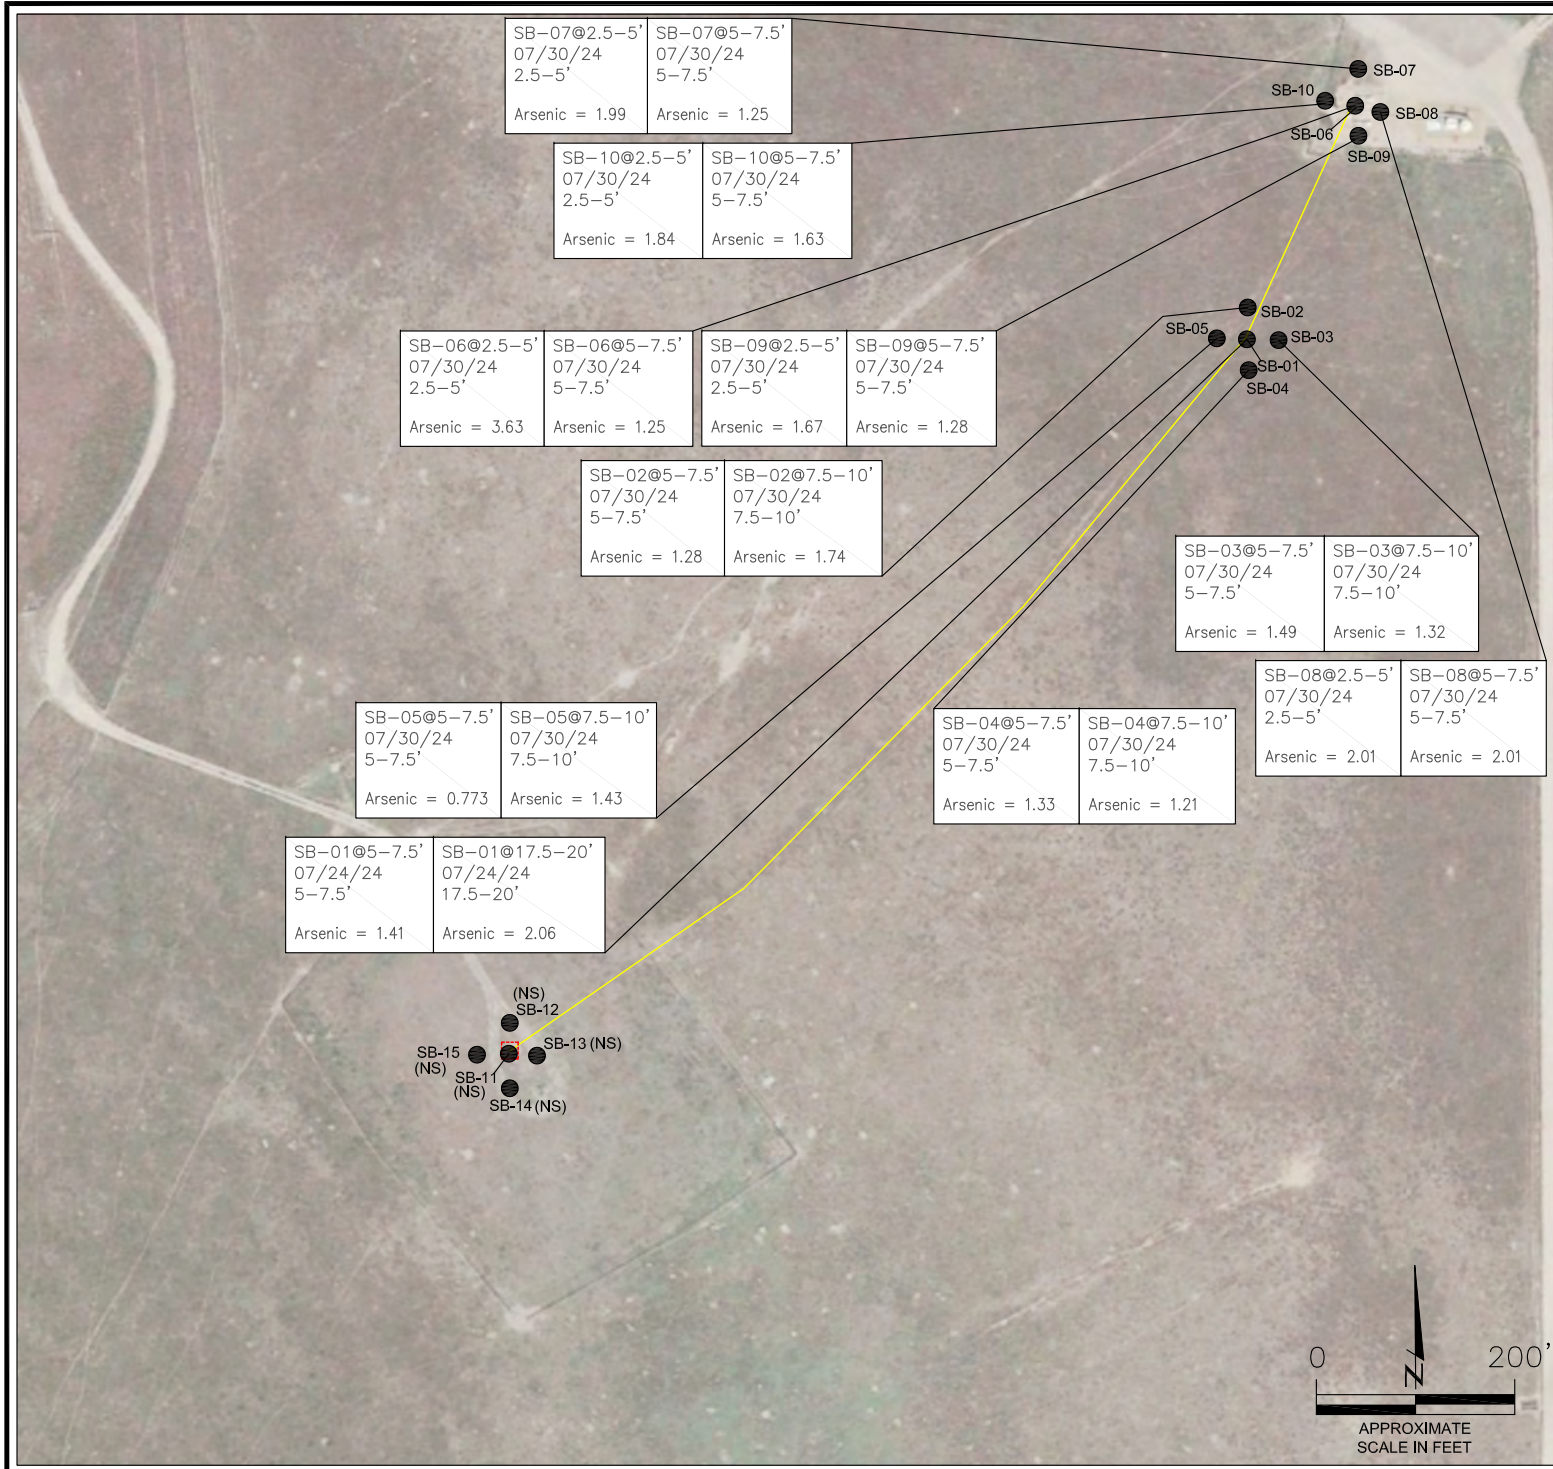 SB-07@2.5-5'
07/30/24
2.5-5'
Arsenic = 1.99
SB-07@5-7.5'
07/30/24
5-7.5'
Arsenic = 1.25
SB-07
SB-10
SB-08
SB-06
SB-09
SB-10@2.5-5'
07/30/24
2.5-5'
Arsenic = 1.84
SB-10@5-7.5'
07/30/24
5-7.5'
Arsenic = 1.63
SB-02
SB-05
SB-03
SB-01
SB-04
SB-06@2.5-5'
07/30/24
2.5-5'
Arsenic = 3.63
SB-06@5-7.5'
07/30/24
5-7.5'
Arsenic = 1.25
SB-09@2.5-5'
07/30/24
2.5-5'
Arsenic = 1.67
SB-09@5-7.5'
07/30/24
5-7.5'
Arsenic = 1.28
SB-02@5-7.5'
07/30/24
5-7.5'
Arsenic = 1.28
SB-02@7.5-10'
07/30/24
7.5-10'
Arsenic = 1.74
SB-03@5-7.5'
07/30/24
5-7.5'
Arsenic = 1.49
SB-03@7.5-10'
07/30/24
7.5-10'
Arsenic = 1.32
SB-08@2.5-5'
07/30/24
2.5-5'
Arsenic = 2.01
SB-08@5-7.5'
07/30/24
5-7.5'
Arsenic = 2.01
SB-05@5-7.5'
07/30/24
5-7.5'
Arsenic = 0.773
SB-05@7.5-10'
07/30/24
7.5-10'
Arsenic = 1.43
SB-04@5-7.5'
07/30/24
5-7.5'
Arsenic = 1.33
SB-04@7.5-10'
07/30/24
7.5-10'
Arsenic = 1.21
SB-01@5-7.5'
07/24/24
5-7.5'
Arsenic = 1.41
SB-01@17.5-20'
07/24/24
17.5-20'
Arsenic = 2.06
(NS)
SB-12
SB-15
(NS)
SB-13 (NS)
SB-11
(NS)
SB-14 (NS)
0 200'
N
APPROXIMATE
SCALE IN FEET